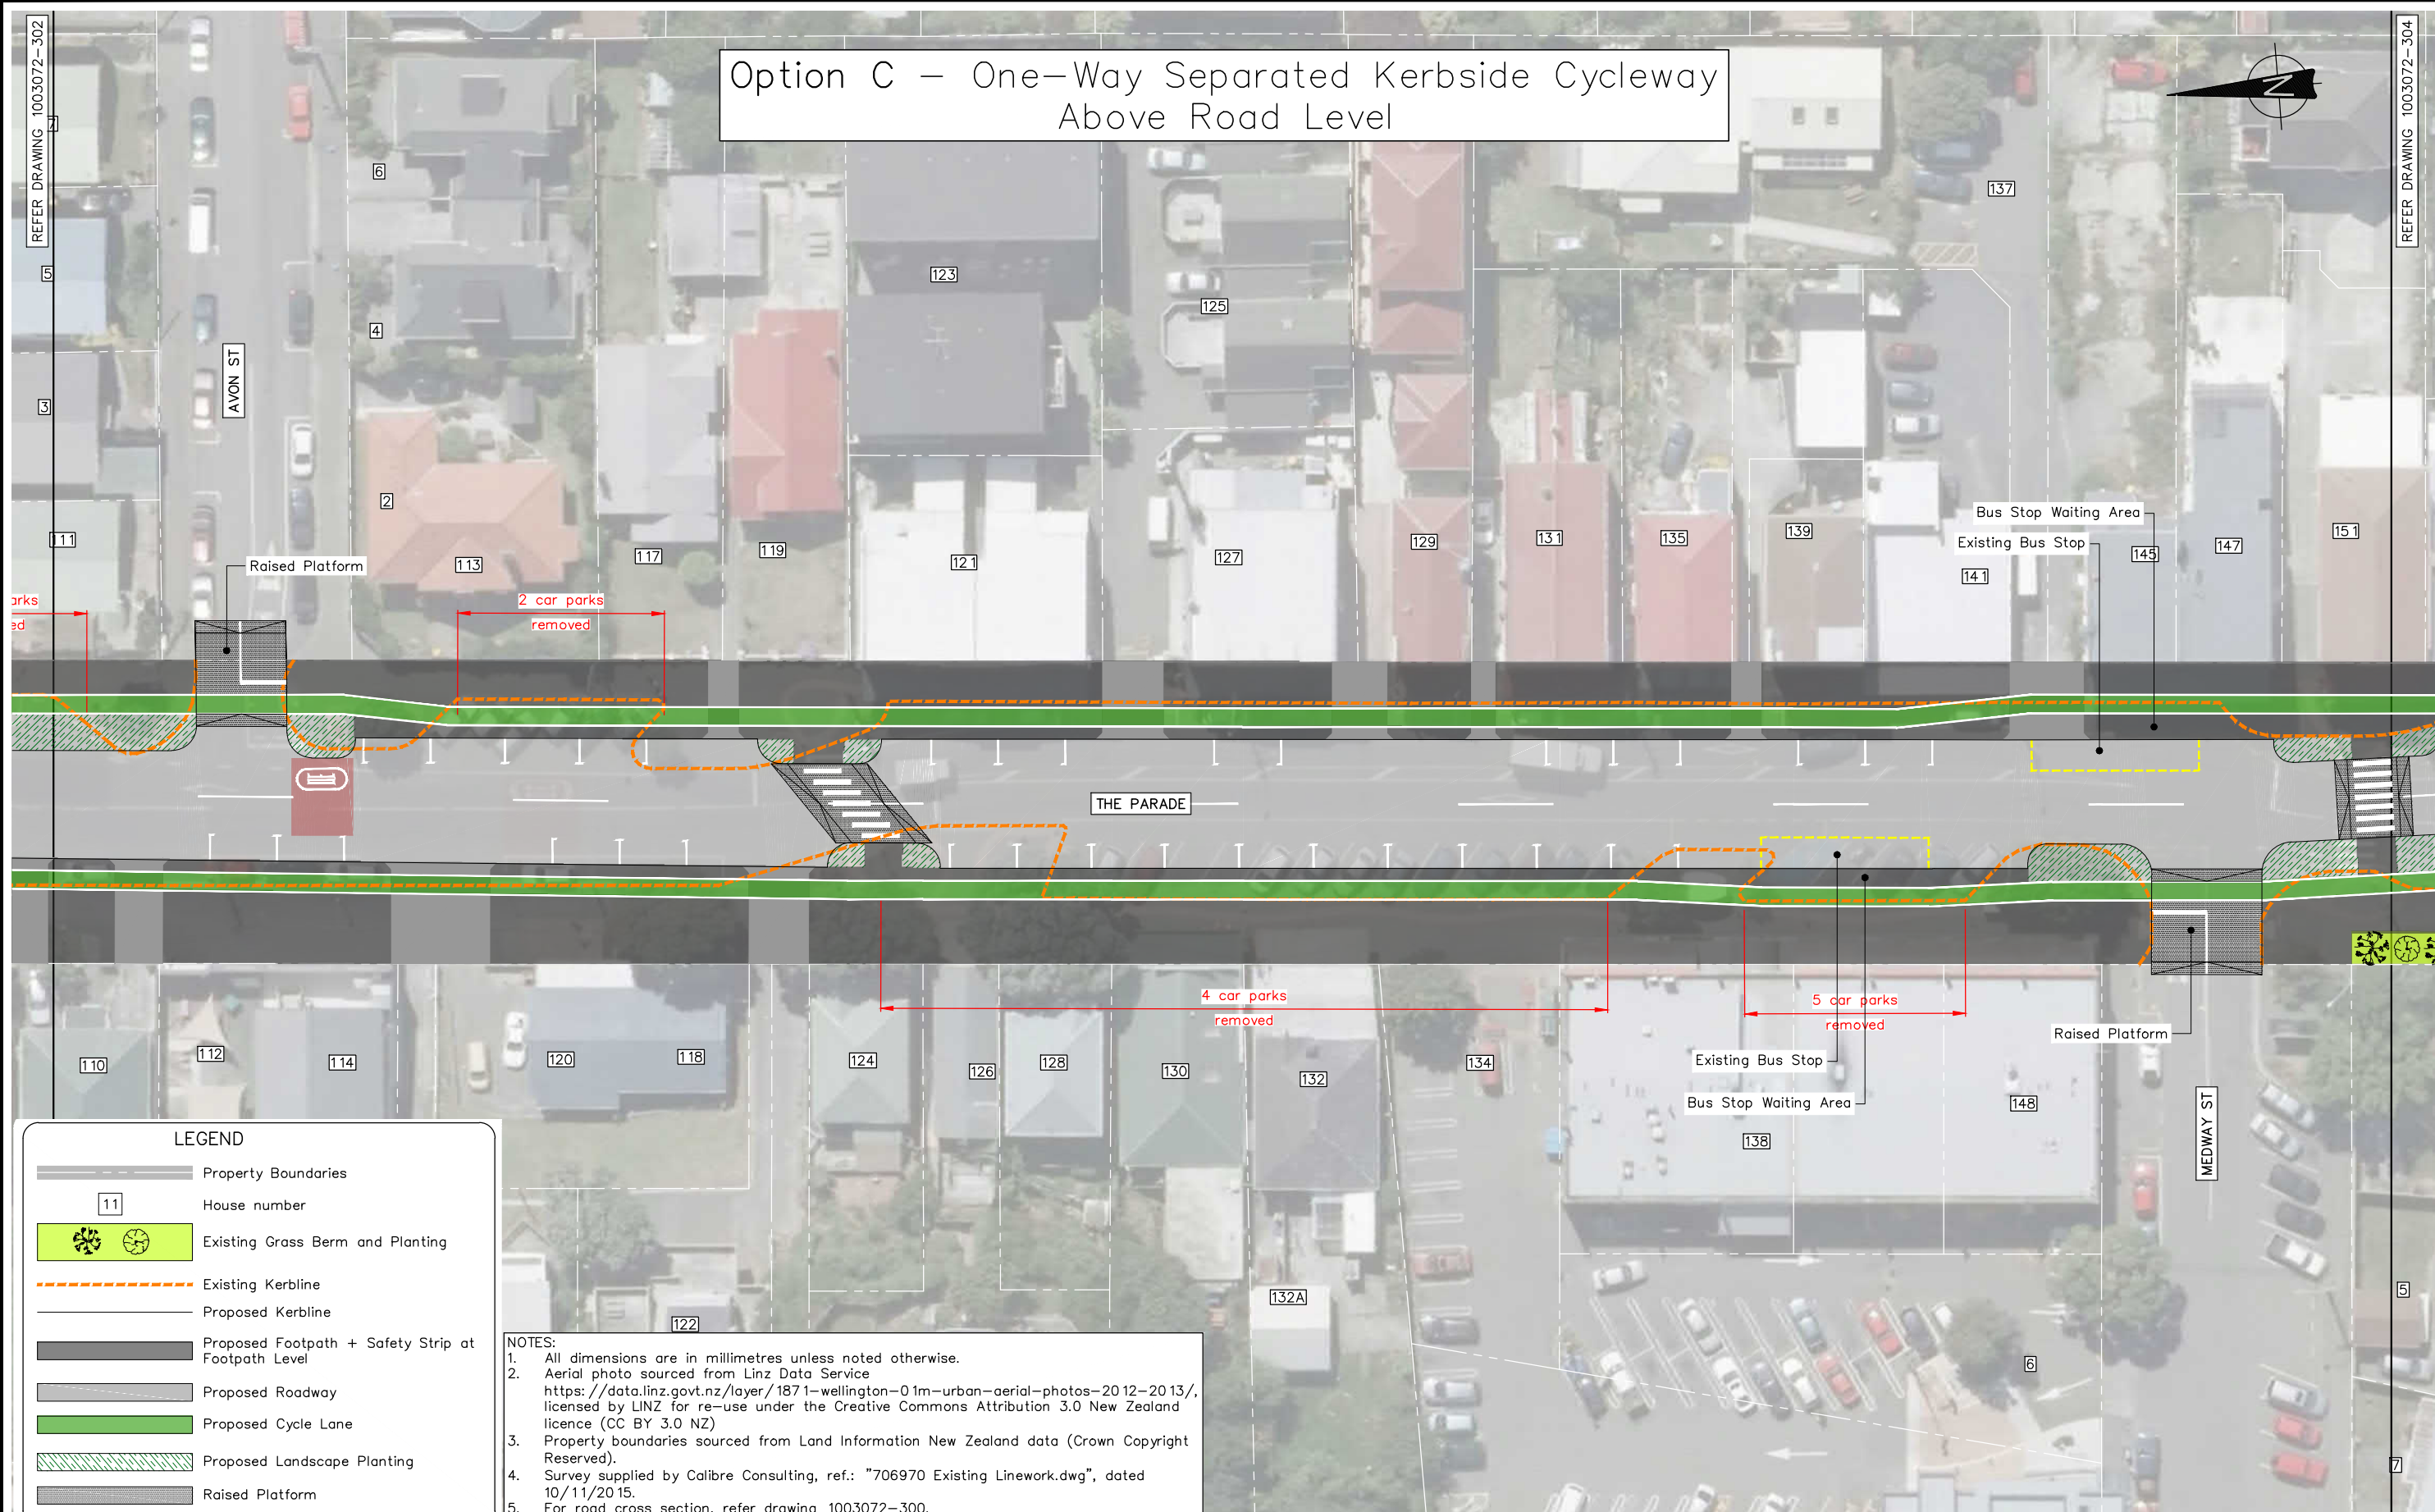 Option C – One-Way Separated Kerbside Cycleway
Above Road Level
REFER DRAWING 1003072-302
REFER DRAWING 1003072-304
N
7
5
3
111
AVON ST
6
4
2
113
117
119
123
121
125
127
129
131
135
137
139
141
145
147
151
Raised Platform
2 car parks
removed
Bus Stop Waiting Area
Existing Bus Stop
THE PARADE
4 car parks
removed
5 car parks
removed
Existing Bus Stop
Bus Stop Waiting Area
Raised Platform
MEDWAY ST
110
112
114
120
118
122
124
126
128
130
132
132A
134
138
148
6
5
7
LEGEND
Property Boundaries
11
House number
Existing Grass Berm and Planting
Existing Kerbline
Proposed Kerbline
Proposed Footpath + Safety Strip at
Footpath Level
Proposed Roadway
Proposed Cycle Lane
Proposed Landscape Planting
Raised Platform
NOTES:
1. All dimensions are in millimetres unless noted otherwise.
2. Aerial photo sourced from Linz Data Service
https://data.linz.govt.nz/layer/1871-wellington-01m-urban-aerial-photos-2012-2013/,
licensed by LINZ for re-use under the Creative Commons Attribution 3.0 New Zealand
licence (CC BY 3.0 NZ)
3. Property boundaries sourced from Land Information New Zealand data (Crown Copyright
Reserved).
4. Survey supplied by Calibre Consulting, ref.: "706970 Existing Linework.dwg", dated
10/11/2015.
5. For road cross section, refer drawing 1003072-300.